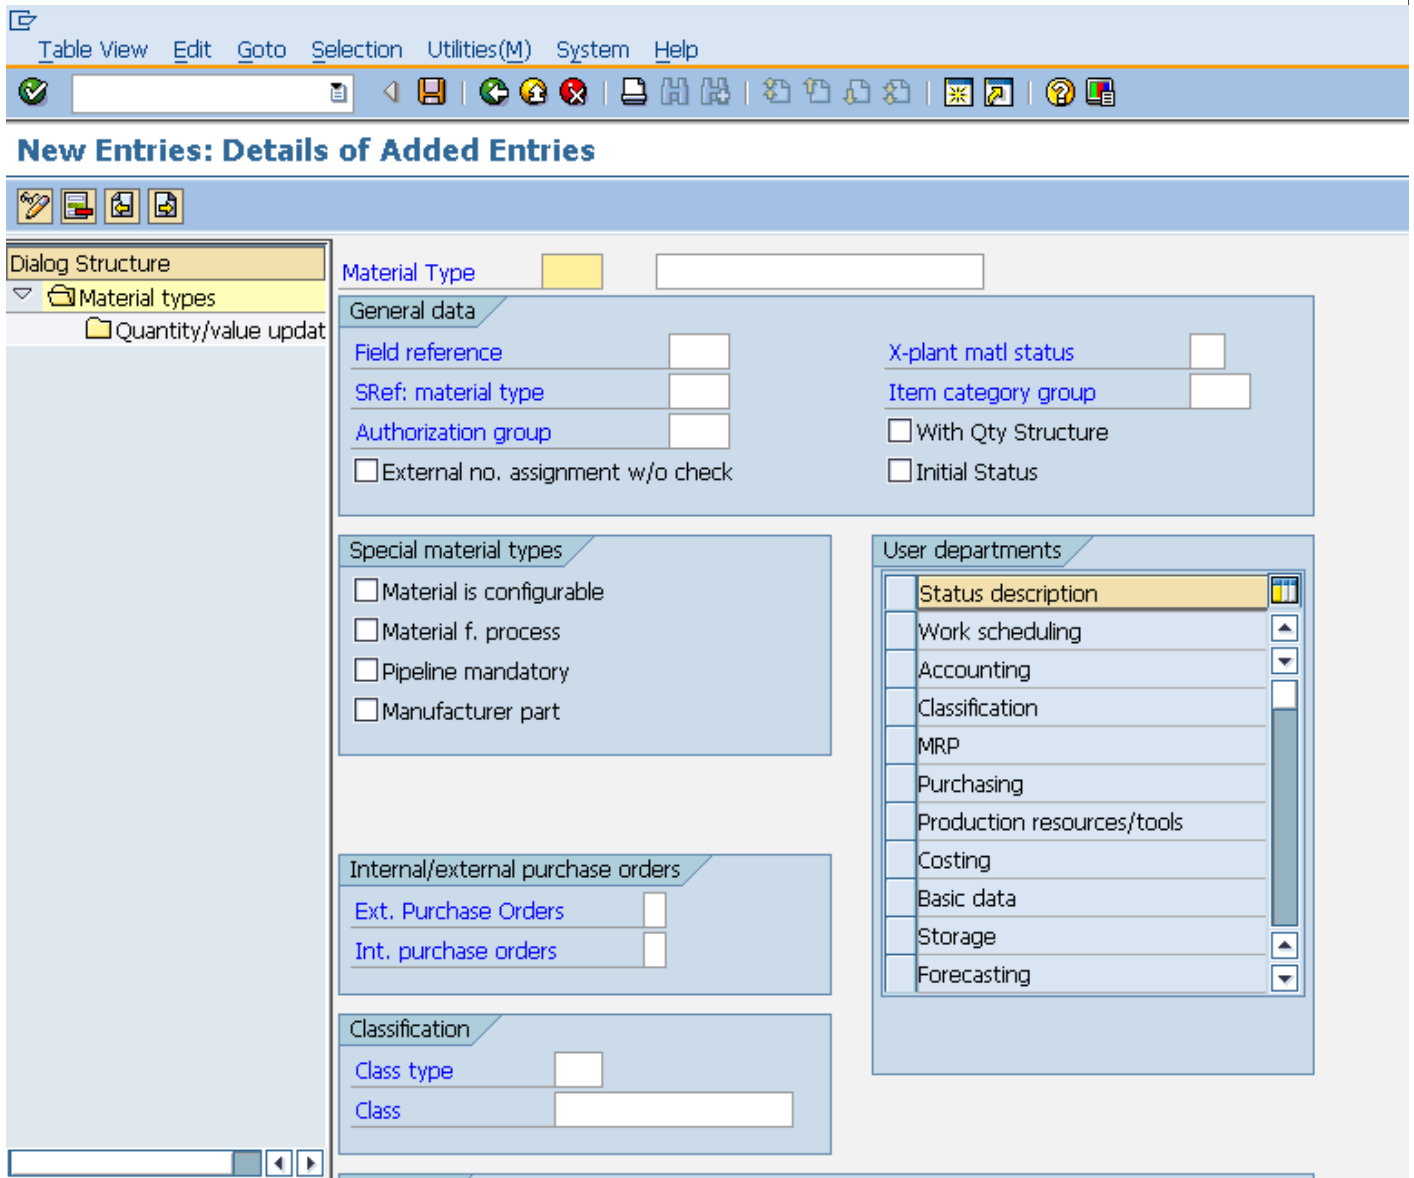 Table View Edit Goto Selection Utilities(M) System Help
New Entries: Details of Added Entries
Dialog Structure
Material types
Quantity/value updat
Material Type
General data
Field reference
X-plant matl status
SRef: material type
Item category group
Authorization group
With Qty Structure
External no. assignment w/o check
Initial Status
Special material types
Material is configurable
Material f. process
Pipeline mandatory
Manufacturer part
User departments
Status description
Work scheduling
Accounting
Classification
MRP
Purchasing
Production resources/tools
Costing
Basic data
Storage
Forecasting
Internal/external purchase orders
Ext. Purchase Orders
Int. purchase orders
Classification
Class type
Class